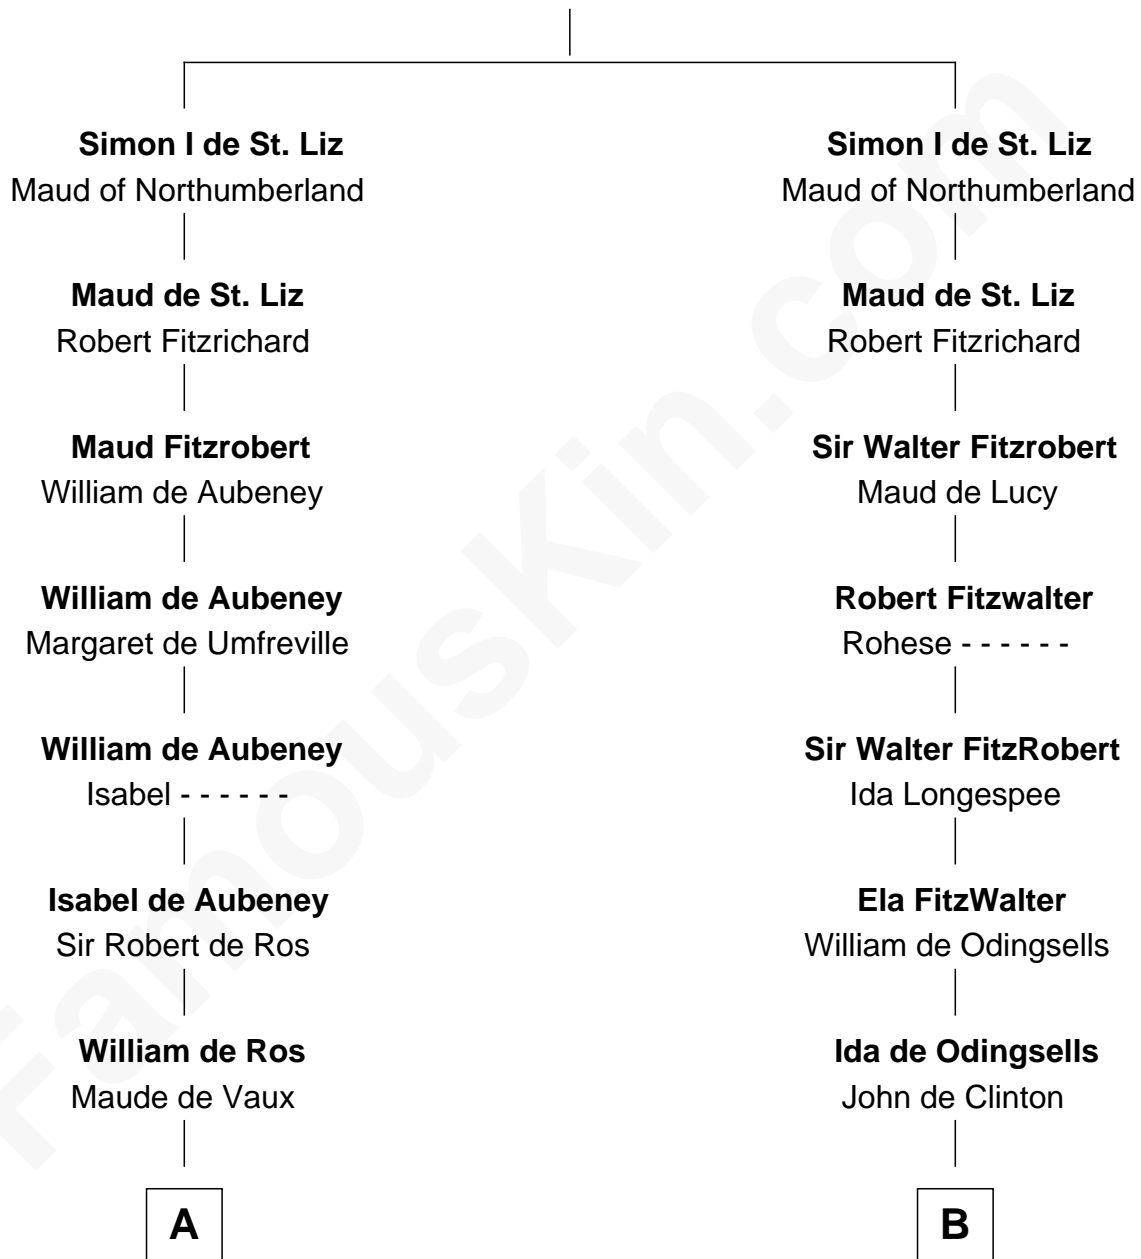 Simon I de St. Liz
Maud of Northumberland
Maud de St. Liz
Robert Fitzrichard
Maud Fitzrobert
William de Aubeney
William de Aubeney
Margaret de Umfreville
William de Aubeney
Isabel - - - - - -
Isabel de Aubeney
Sir Robert de Ros
William de Ros
Maude de Vaux
A
Simon I de St. Liz
Maud of Northumberland
Maud de St. Liz
Robert Fitzrichard
Sir Walter Fitzrobert
Maud de Lucy
Robert Fitzwalter
Rohese - - - - - -
Sir Walter FitzRobert
Ida Longespee
Ela FitzWalter
William de Odingsells
Ida de Odingsells
John de Clinton
B
FamousKin.com